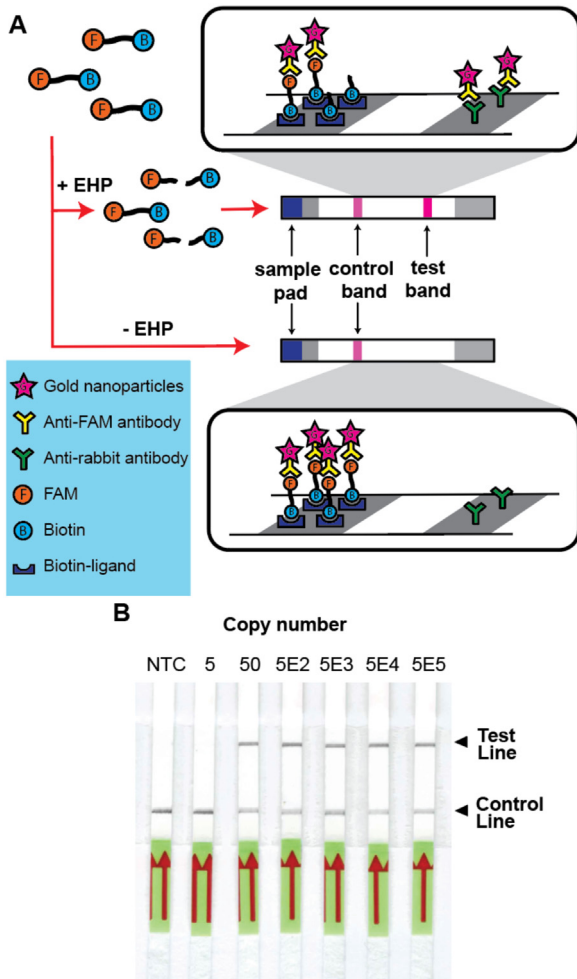 A
F B
F B
F B
+ EHP
F B
F B
F B
- EHP
sample pad
control band
test band
Gold nanoparticles
Anti-FAM antibody
Anti-rabbit antibody
F FAM
B Biotin
Biotin-ligand
B
Copy number
NTC 5 50 5E2 5E3 5E4 5E5
Test
Line
Control
Line